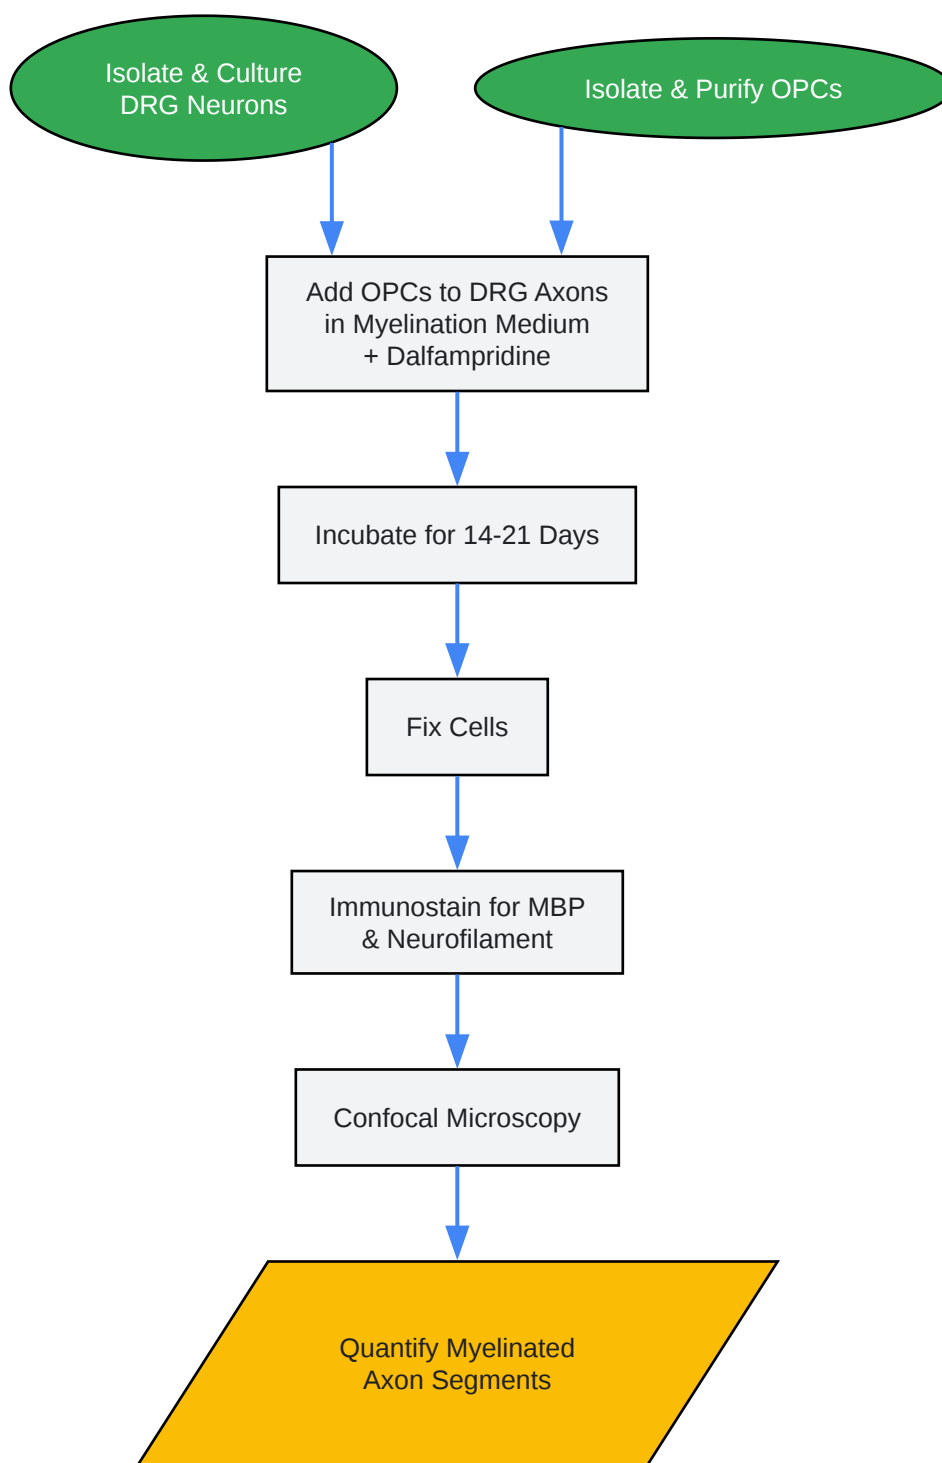 Isolate & Culture
DRG Neurons
Isolate & Purify OPCs
Add OPCs to DRG Axons
in Myelination Medium
+ Dalfampridine
Incubate for 14-21 Days
Fix Cells
Immunostain for MBP
& Neurofilament
Confocal Microscopy
Quantify Myelinated
Axon Segments